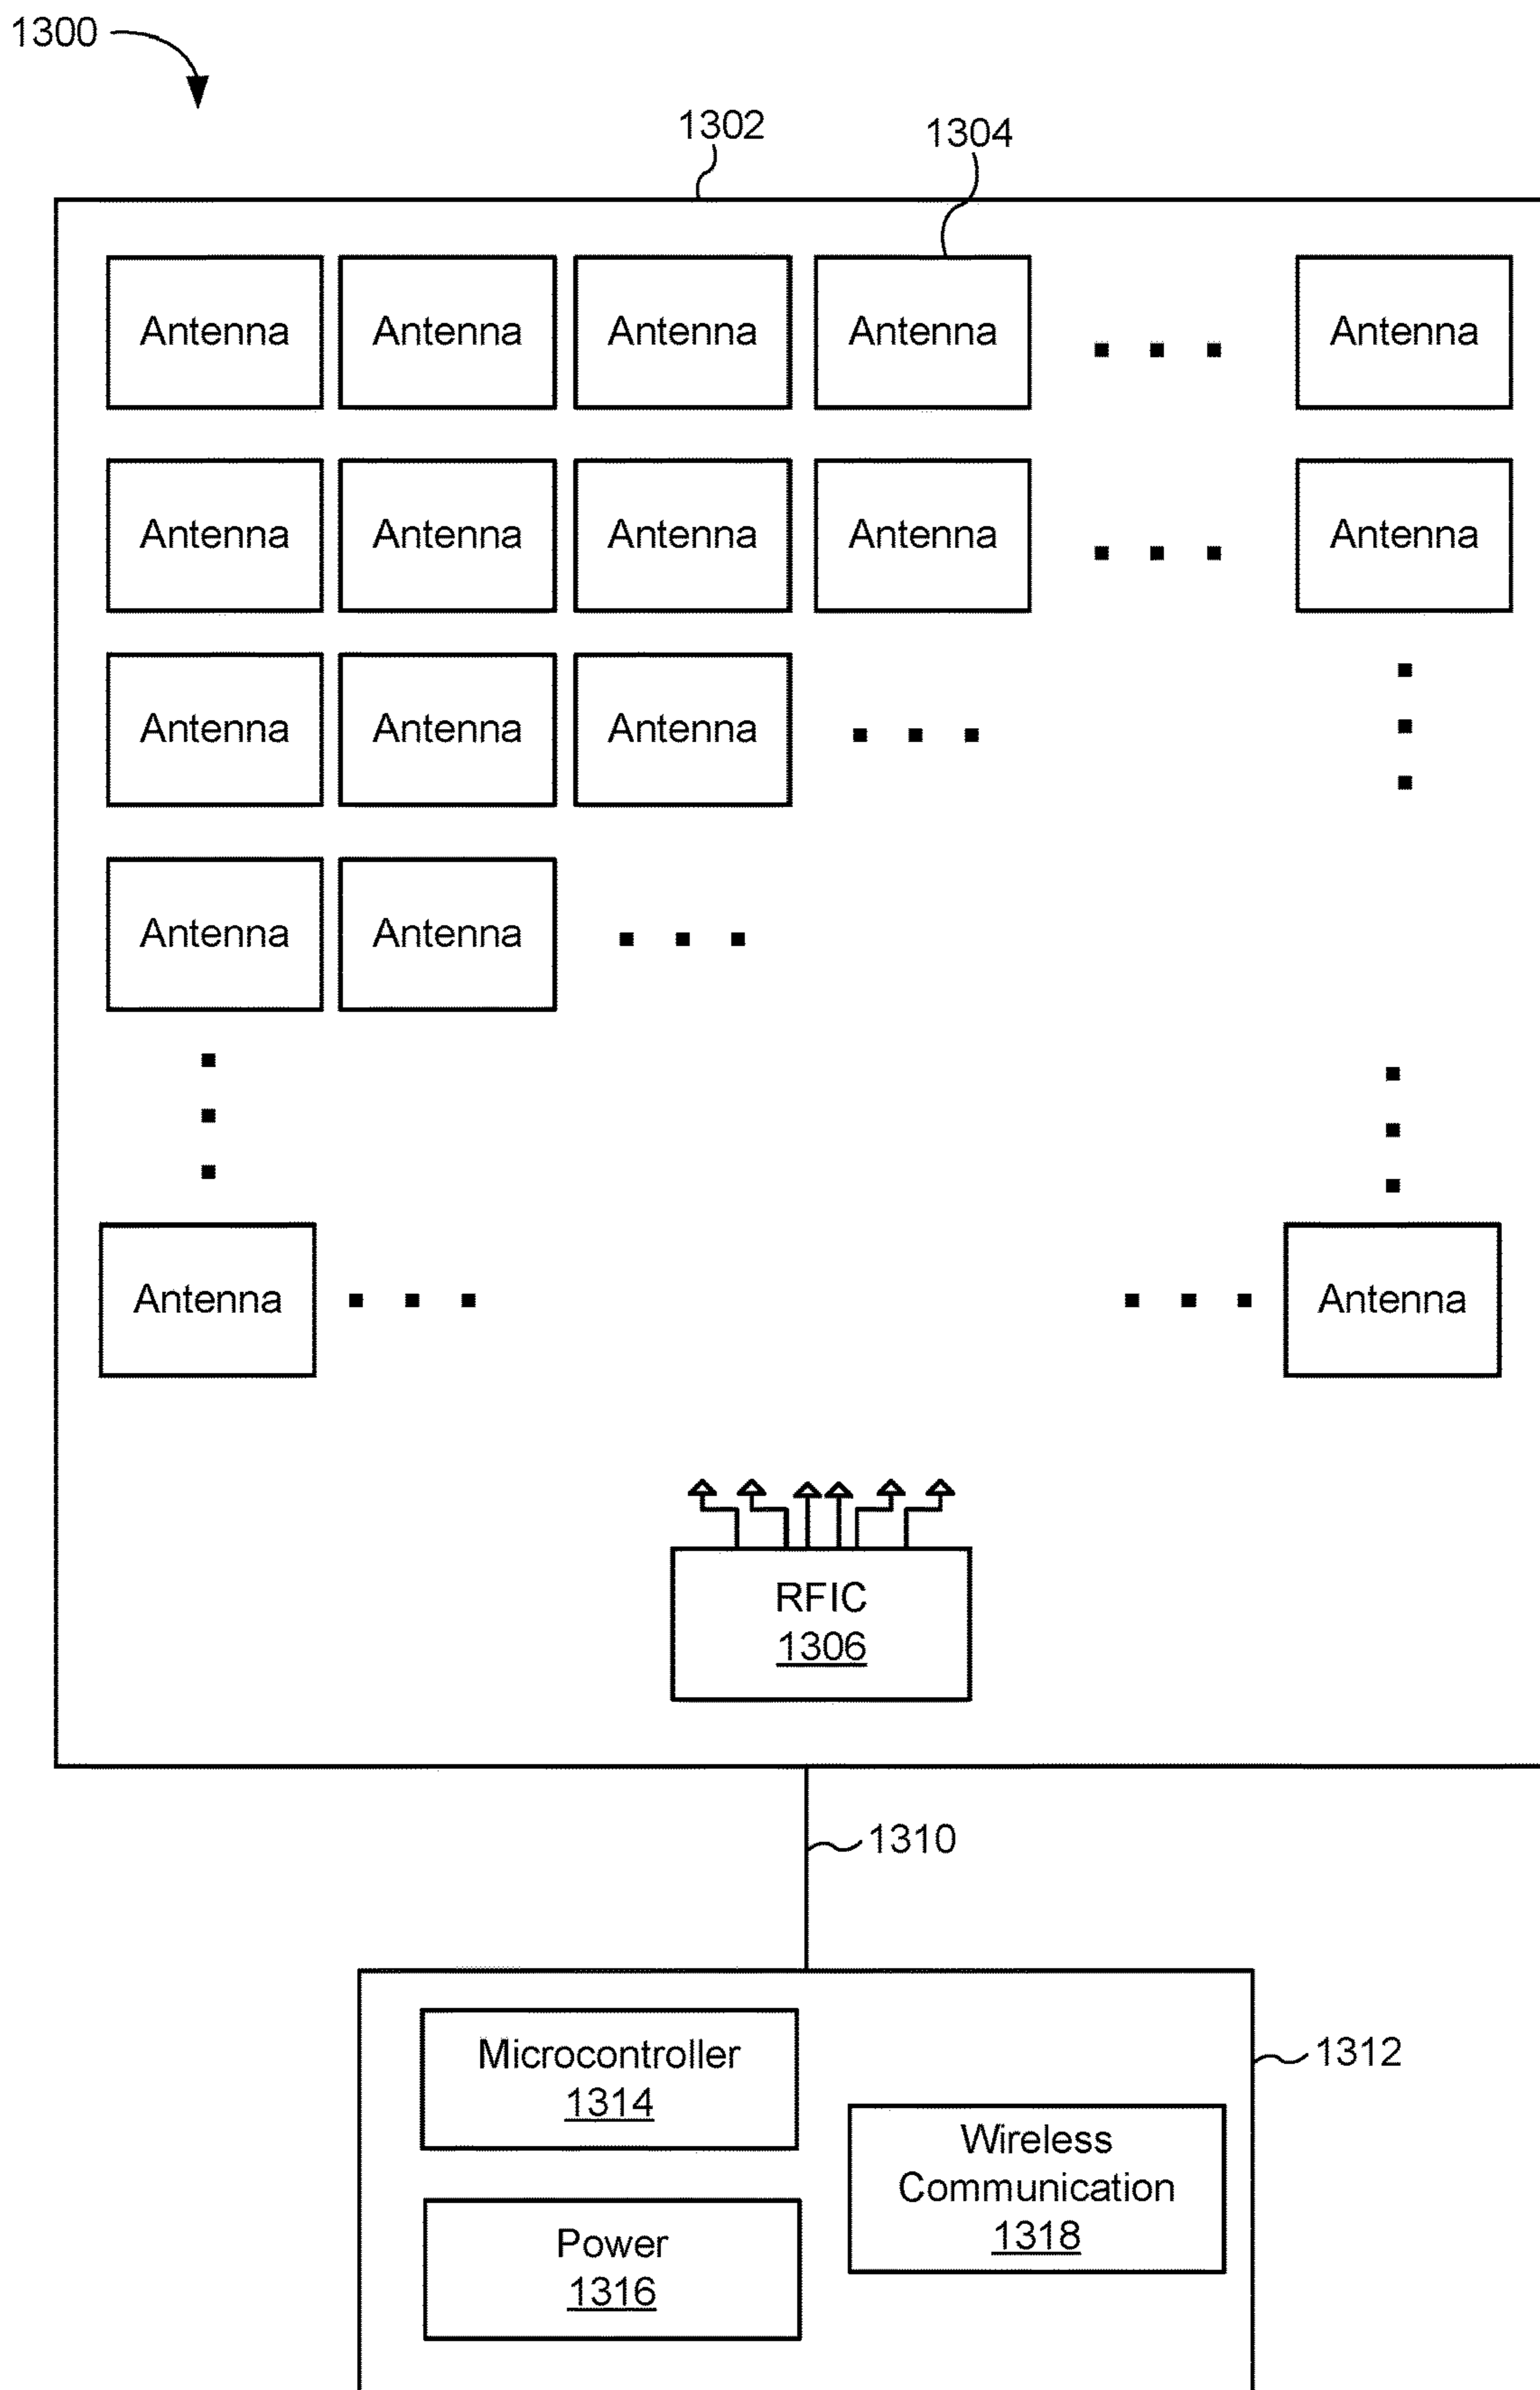 1300
1302
1304
Antenna Antenna Antenna Antenna Antenna
Antenna Antenna Antenna Antenna Antenna
Antenna Antenna Antenna
Antenna Antenna
Antenna Antenna
RFIC
1306
1310
1312
Microcontroller
1314
Wireless
Communication
1318
Power
1316